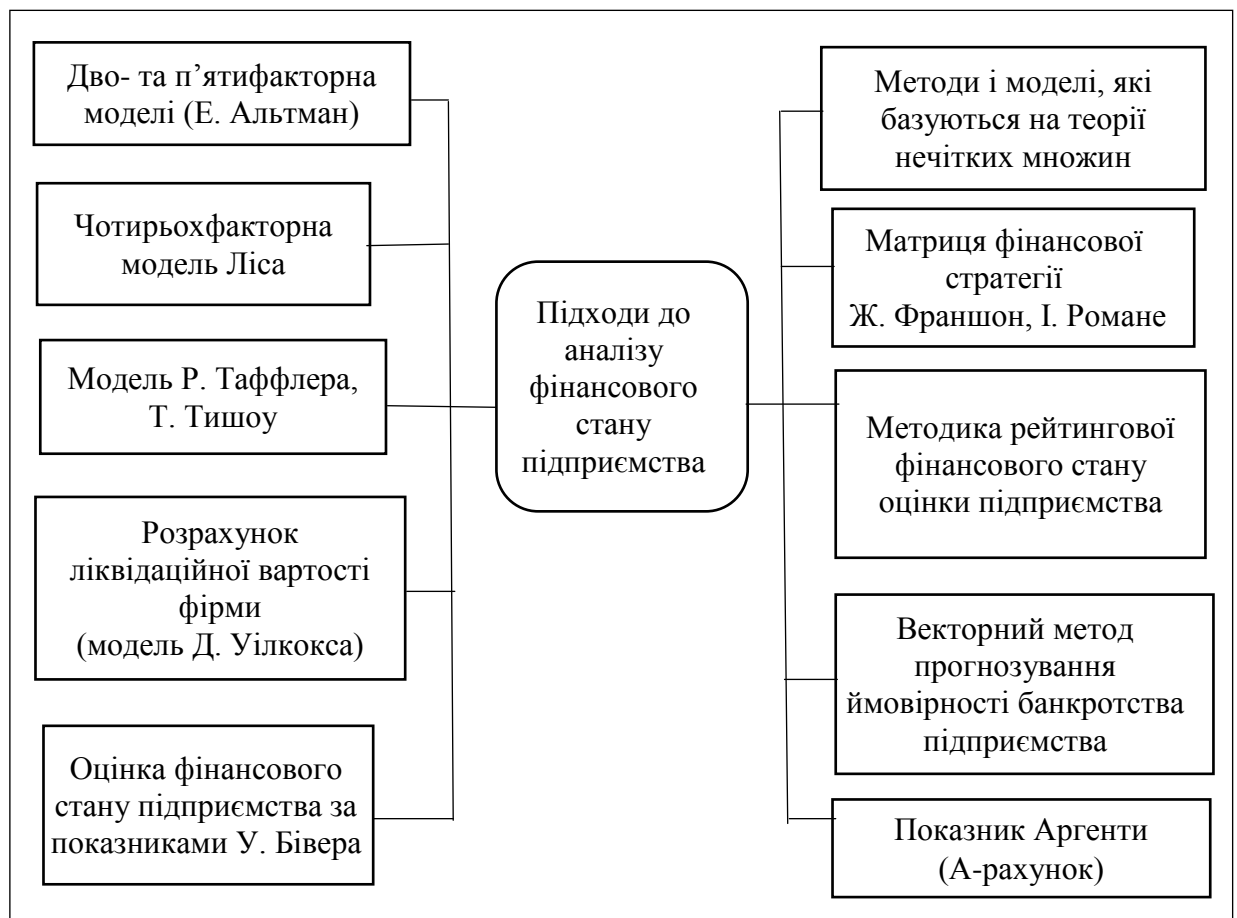 Дво- та п’ятифакторна
моделі (Е. Альтман)
Чотирьохфакторна
модель Ліса
Модель Р. Таффлера,
Т. Тишоу
Розрахунок
ліквідаційної вартості
фірми
(модель Д. Уілкокса)
Оцінка фінансового
стану підприємства за
показниками У. Бівера
Підходи до
аналізу
фінансового
стану
підприємства
Методи і моделі, які
базуються на теорії
нечітких множин
Матриця фінансової
стратегії
Ж. Франшон, І. Романе
Методика рейтингової
фінансового стану
оцінки підприємства
Векторний метод
прогнозування
ймовірності банкротства
підприємства
Показник Аргенти
(А-рахунок)